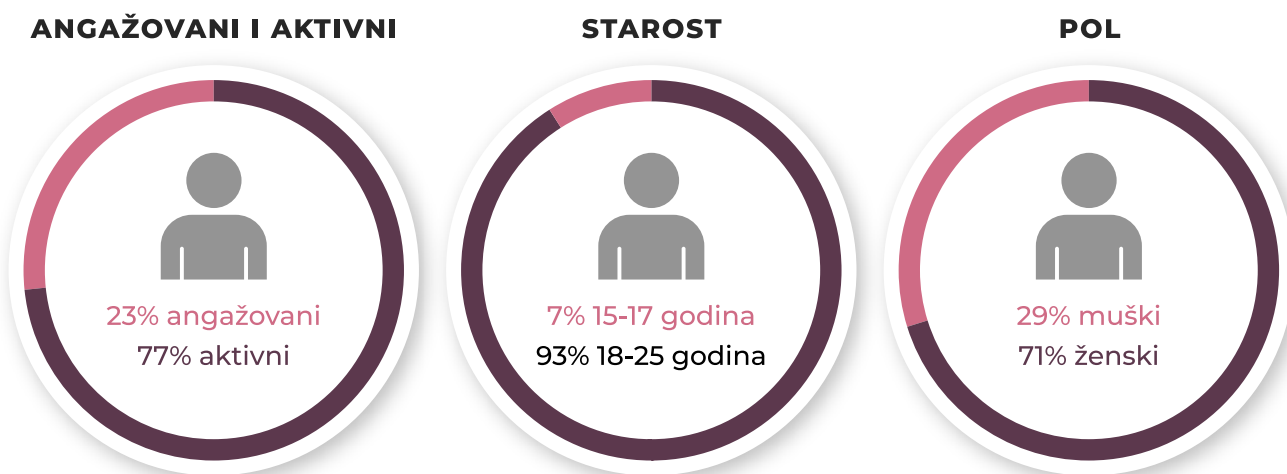 ANGAŽOVANI I AKTIVNI
23% angažovani
77% aktivni
STAROST
7% 15-17 godina
93% 18-25 godina
POL
29% muški
71% ženski